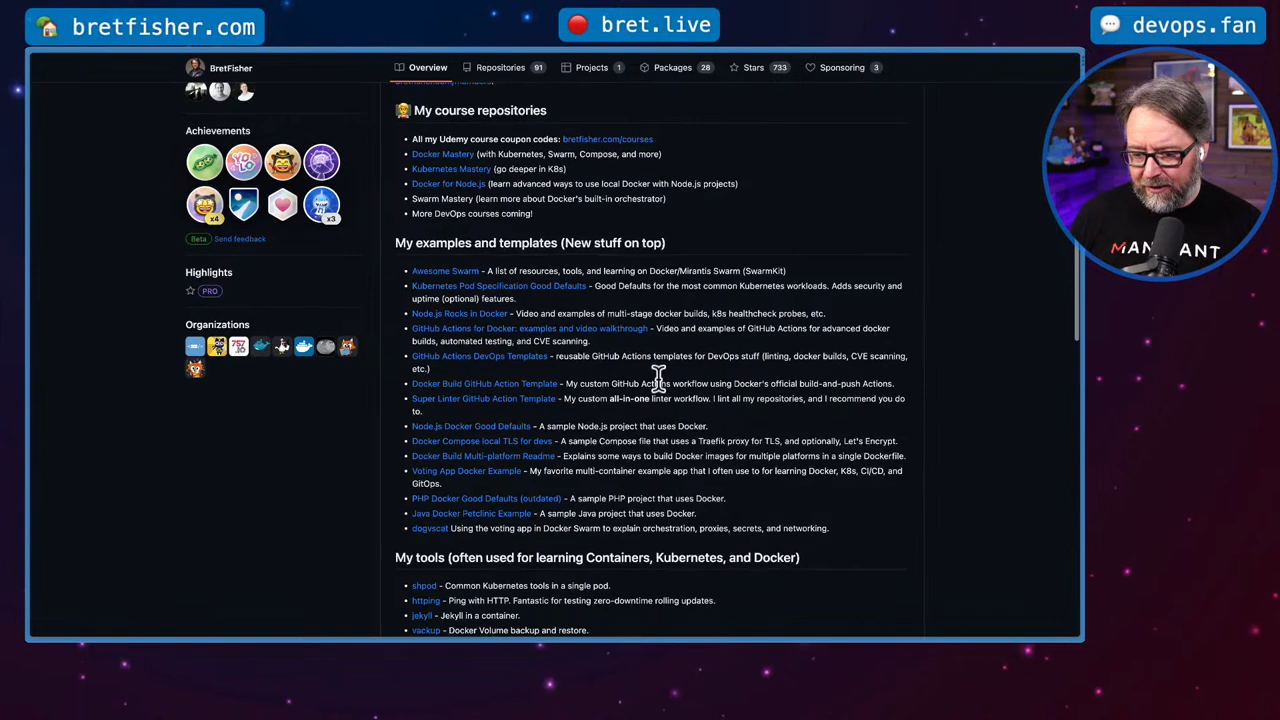 bretfisher.com
bret.live
devops.fan
BretFisher
Overview
Repositories 91
Projects 1
Packages 28
Stars 733
Sponsoring 3
Achievements
x4
x3
Beta Send feedback
Highlights
PRO
Organizations
My course repositories
All my Udemy course coupon codes: bretfisher.com/courses
Docker Mastery (with Kubernetes, Swarm, Compose, and more)
Kubernetes Mastery (go deeper in K8s)
Docker for Node.js (learn advanced ways to use local Docker with Node.js projects)
Swarm Mastery (learn more about Docker's built-in orchestrator)
More DevOps courses coming!
My examples and templates (New stuff on top)
Awesome Swarm - A list of resources, tools, and learning on Docker/Mirantis Swarm (SwarmKit)
Kubernetes Pod Specification Good Defaults - Good Defaults for the most common Kubernetes workloads. Adds security and
uptime (optional) features.
Node.js Rocks in Docker - Video and examples of multi-stage docker builds, k8s healthcheck probes, etc.
GitHub Actions for Docker: examples and video walkthrough - Video and examples of GitHub Actions for advanced docker
builds, automated testing, and CVE scanning.
GitHub Actions DevOps Templates - reusable GitHub Actions templates for DevOps stuff (linting, docker builds, CVE scanning,
etc.)
Docker Build GitHub Action Template - My custom GitHub Actions workflow using Docker's official build-and-push Actions.
Super Linter GitHub Action Template - My custom all-in-one linter workflow. I lint all my repositories, and I recommend you do
to.
Node.js Docker Good Defaults - A sample Node.js project that uses Docker.
Docker Compose local TLS for devs - A sample Compose file that uses a Traefik proxy for TLS, and optionally, Let's Encrypt.
Docker Build Multi-platform Readme - Explains some ways to build Docker images for multiple platforms in a single Dockerfile.
Voting App Docker Example - My favorite multi-container example app that I often use to for learning Docker, K8s, CI/CD, and
GitOps.
PHP Docker Good Defaults (outdated) - A sample PHP project that uses Docker.
Java Docker Petclinic Example - A sample Java project that uses Docker.
dogvscat Using the voting app in Docker Swarm to explain orchestration, proxies, secrets, and networking.
My tools (often used for learning Containers, Kubernetes, and Docker)
shpod - Common Kubernetes tools in a single pod.
httping - Ping with HTTP. Fantastic for testing zero-downtime rolling updates.
jekyll - Jekyll in a container.
vackup - Docker Volume backup and restore.